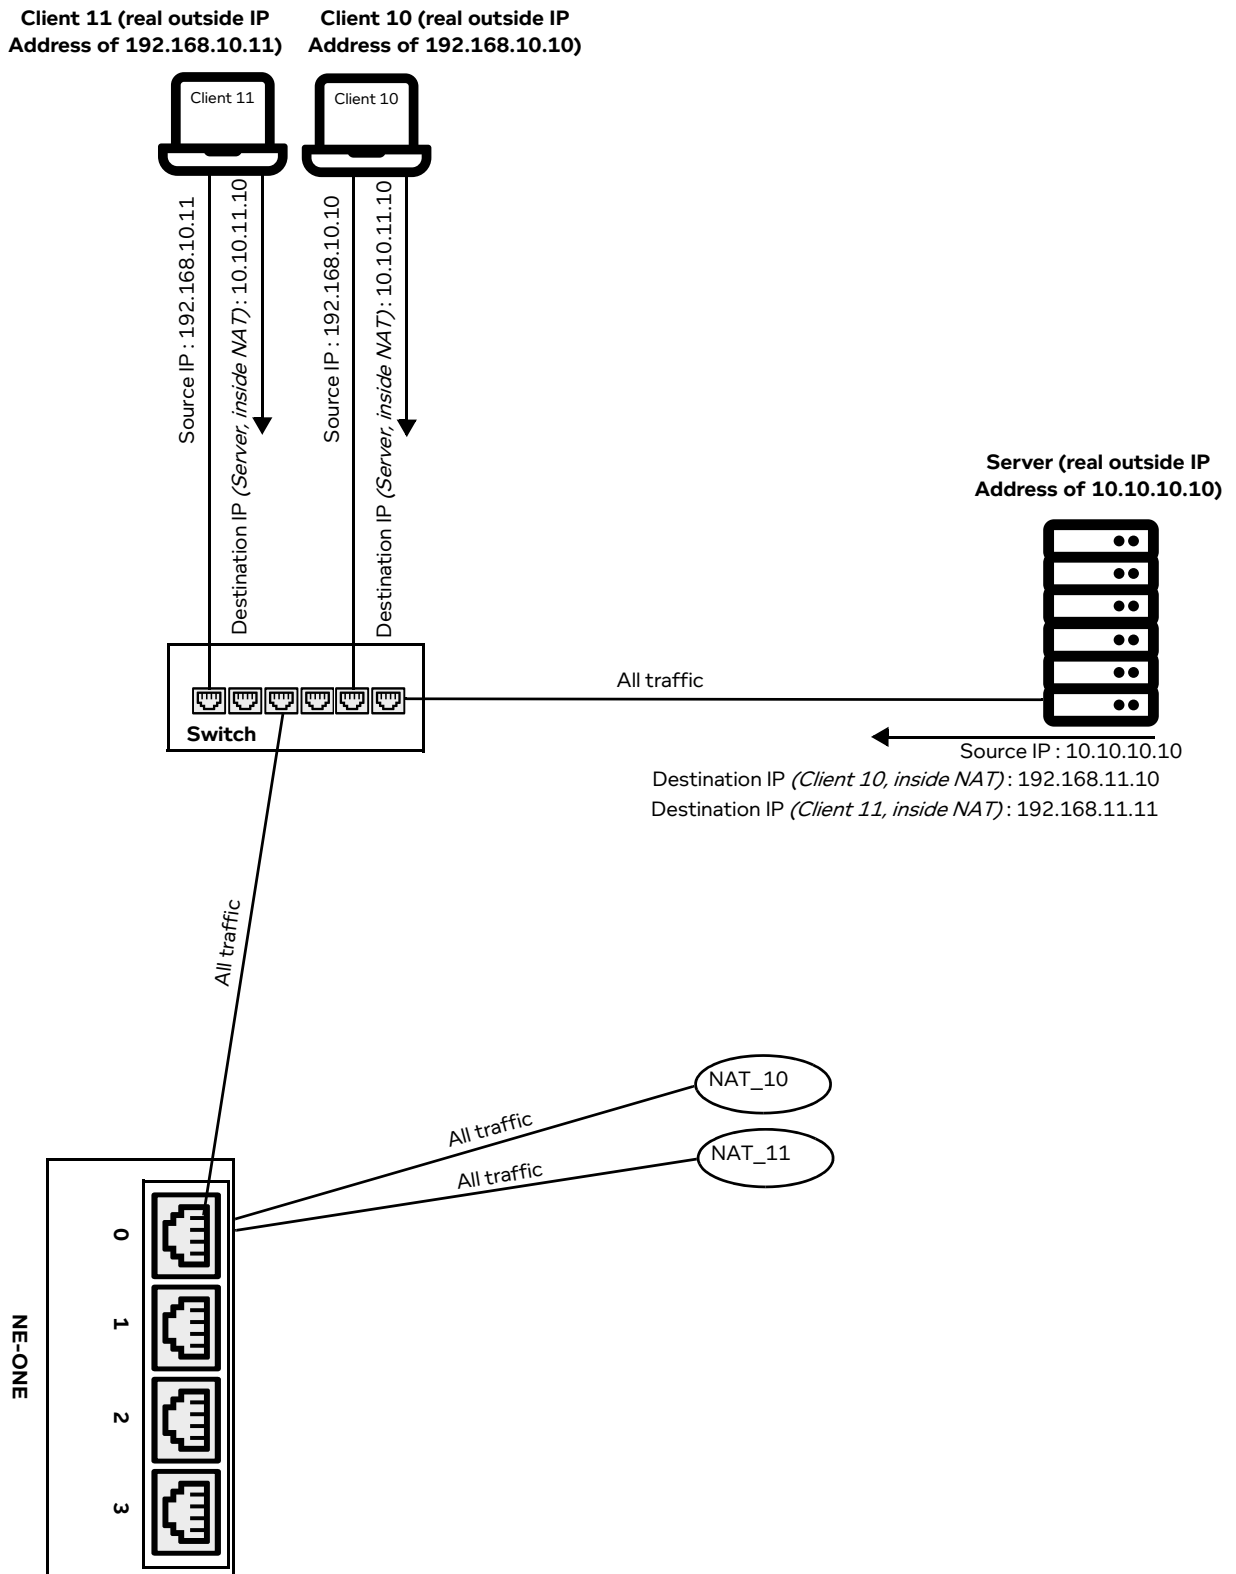 Client 11 (real outside IP
Address of 192.168.10.11)
Client 10 (real outside IP
Address of 192.168.10.10)
Client 11
Client 10
Source IP : 192.168.10.11
Destination IP (Server, inside NAT) : 10.10.11.10
Source IP : 192.168.10.10
Destination IP (Server, inside NAT) : 10.10.11.10
Server (real outside IP
Address of 10.10.10.10)
All traffic
Switch
Source IP : 10.10.10.10
Destination IP (Client 10, inside NAT) : 192.168.11.10
Destination IP (Client 11, inside NAT) : 192.168.11.11
All traffic
NAT_10
All traffic
NAT_11
All traffic
0
1
2
3
NE-ONE